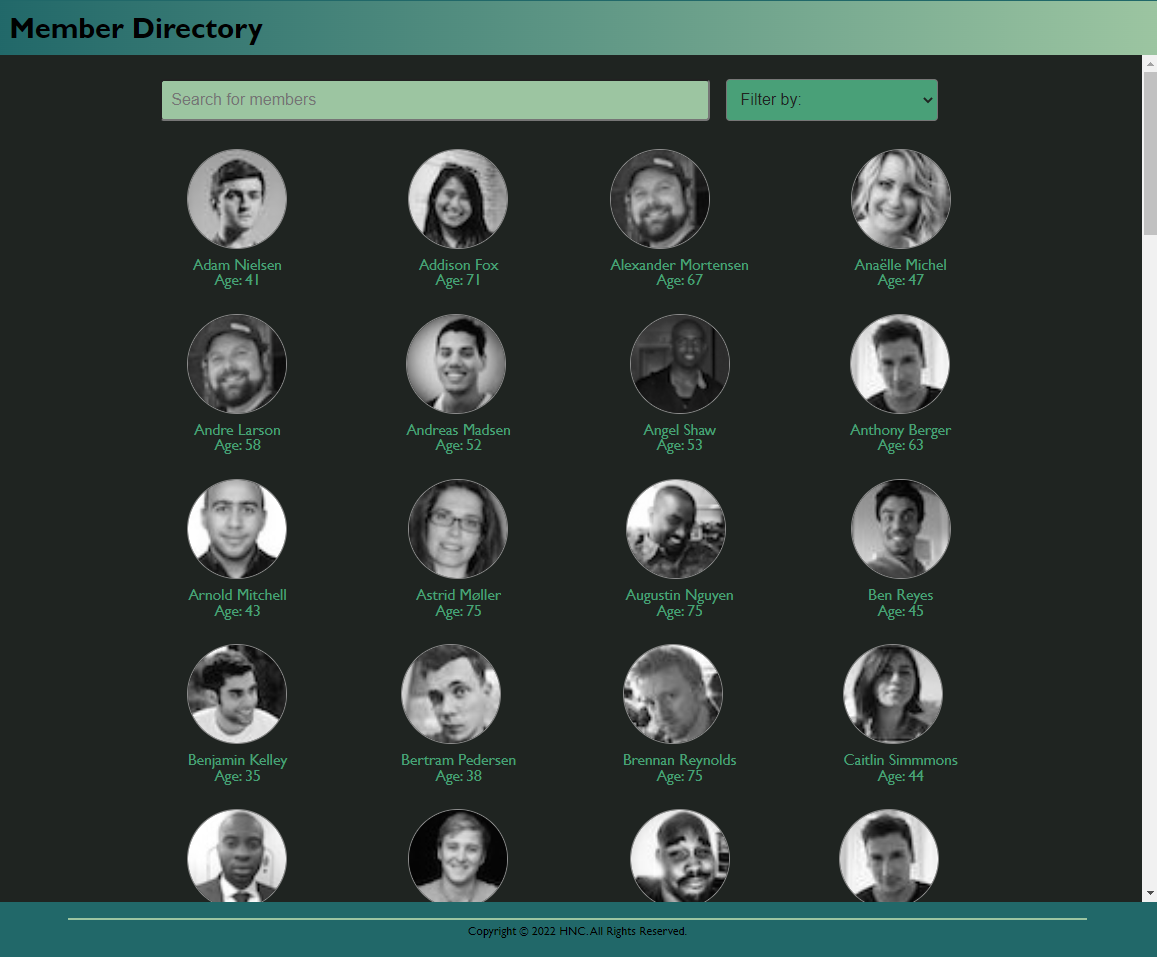 Member Directory
Search for members
Filter by:
Adam Nielsen
Age: 41
Addison Fox
Age: 71
Alexander Mortensen
Age: 67
Anaëlle Michel
Age: 47
Andre Larson
Age: 58
Andreas Madsen
Age: 52
Angel Shaw
Age: 53
Anthony Berger
Age: 63
Arnold Mitchell
Age: 43
Astrid Møller
Age: 75
Augustin Nguyen
Age: 75
Ben Reyes
Age: 45
Benjamin Kelley
Age: 35
Bertram Pedersen
Age: 38
Brennan Reynolds
Age: 75
Caitlin Simmmons
Age: 44
Copyright © 2022 HNC. All Rights Reserved.